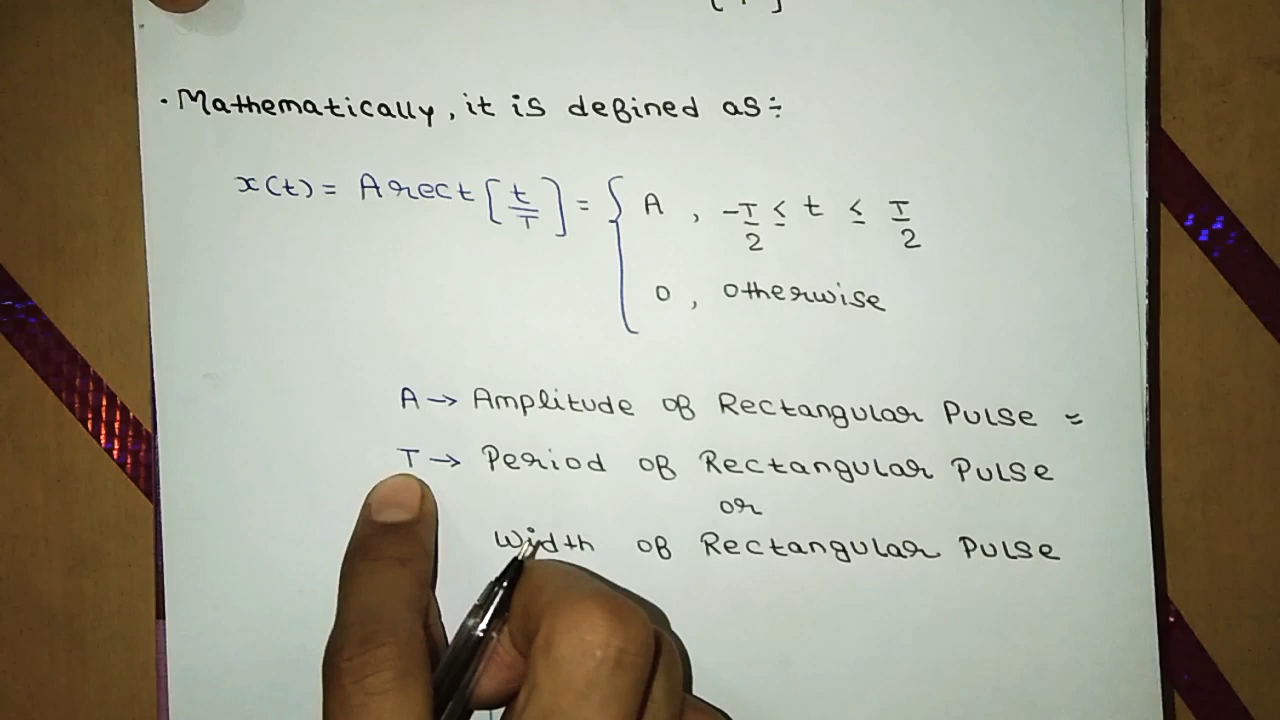 · Mathematically, it is defined as÷
x(t) = A rect [t/T] = { A , -T/2 ≤ t ≤ T/2
0 , otherwise
A → Amplitude of Rectangular Pulse =
T → Period of Rectangular Pulse
or
Width of Rectangular Pulse